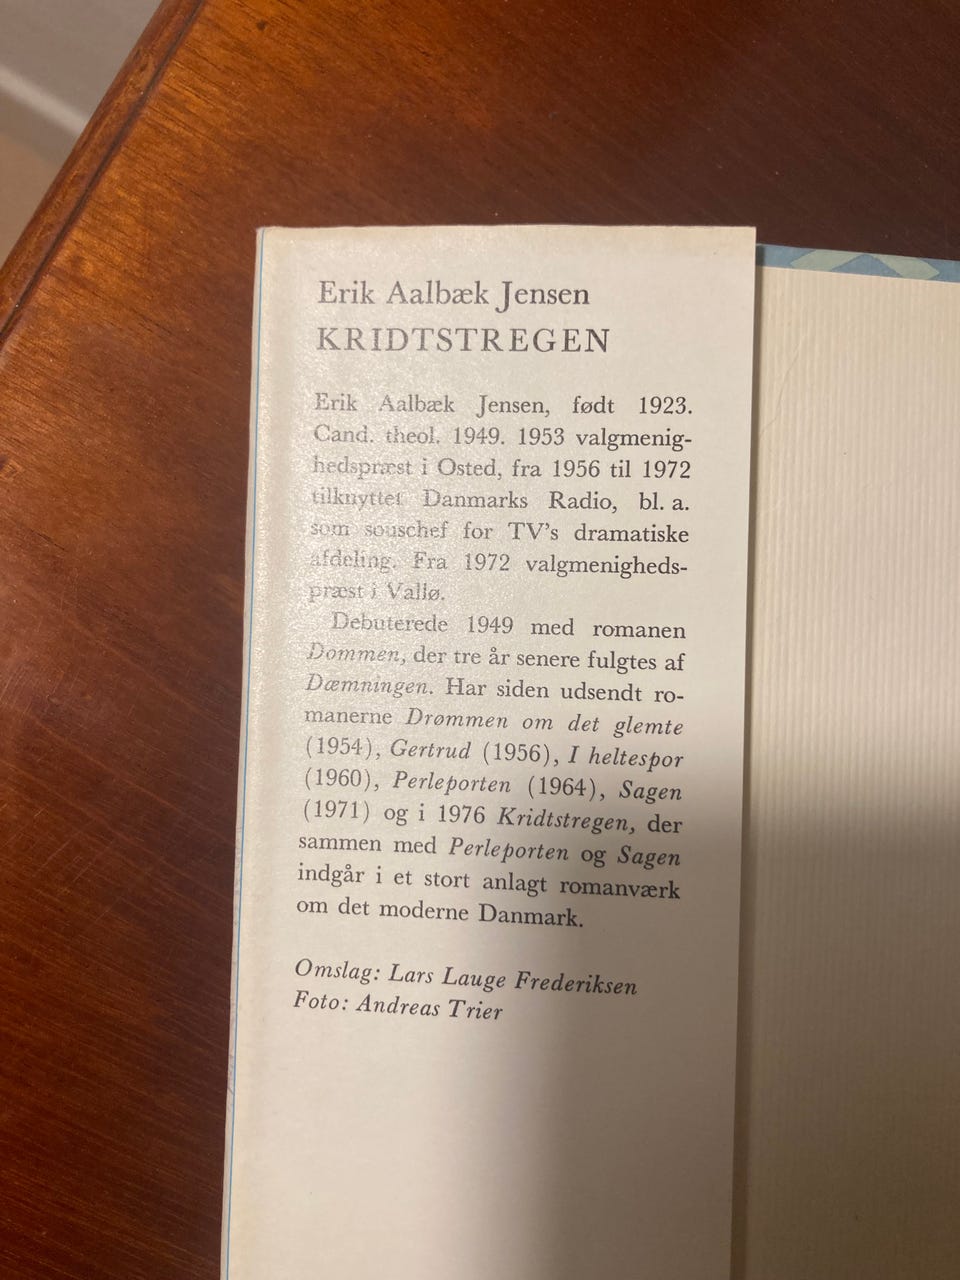 Erik Aalbæk Jensen
KRIDTSTREGEN
Erik Aalbæk Jensen, født 1923.
Cand. theol. 1949. 1953 valgmenig-
hedspræst i Osted, fra 1956 til 1972
tilknyttet Danmarks Radio, bl. a.
som souschef for TV's dramatiske
afdeling. Fra 1972 valgmenigheds-
præst i Vallø.
Debuterede 1949 med romanen
Dommen, der tre år senere fulgtes af
Dæmningen. Har siden udsendt ro-
manerne Drømmen om det glemte
(1954), Gertrud (1956), I heltespor
(1960), Perleporten (1964), Sagen
(1971) og i 1976 Kridtstregen, der
sammen med Perleporten og Sagen
indgår i et stort anlagt romanværk
om det moderne Danmark.
Omslag: Lars Lauge Frederiksen
Foto: Andreas Trier